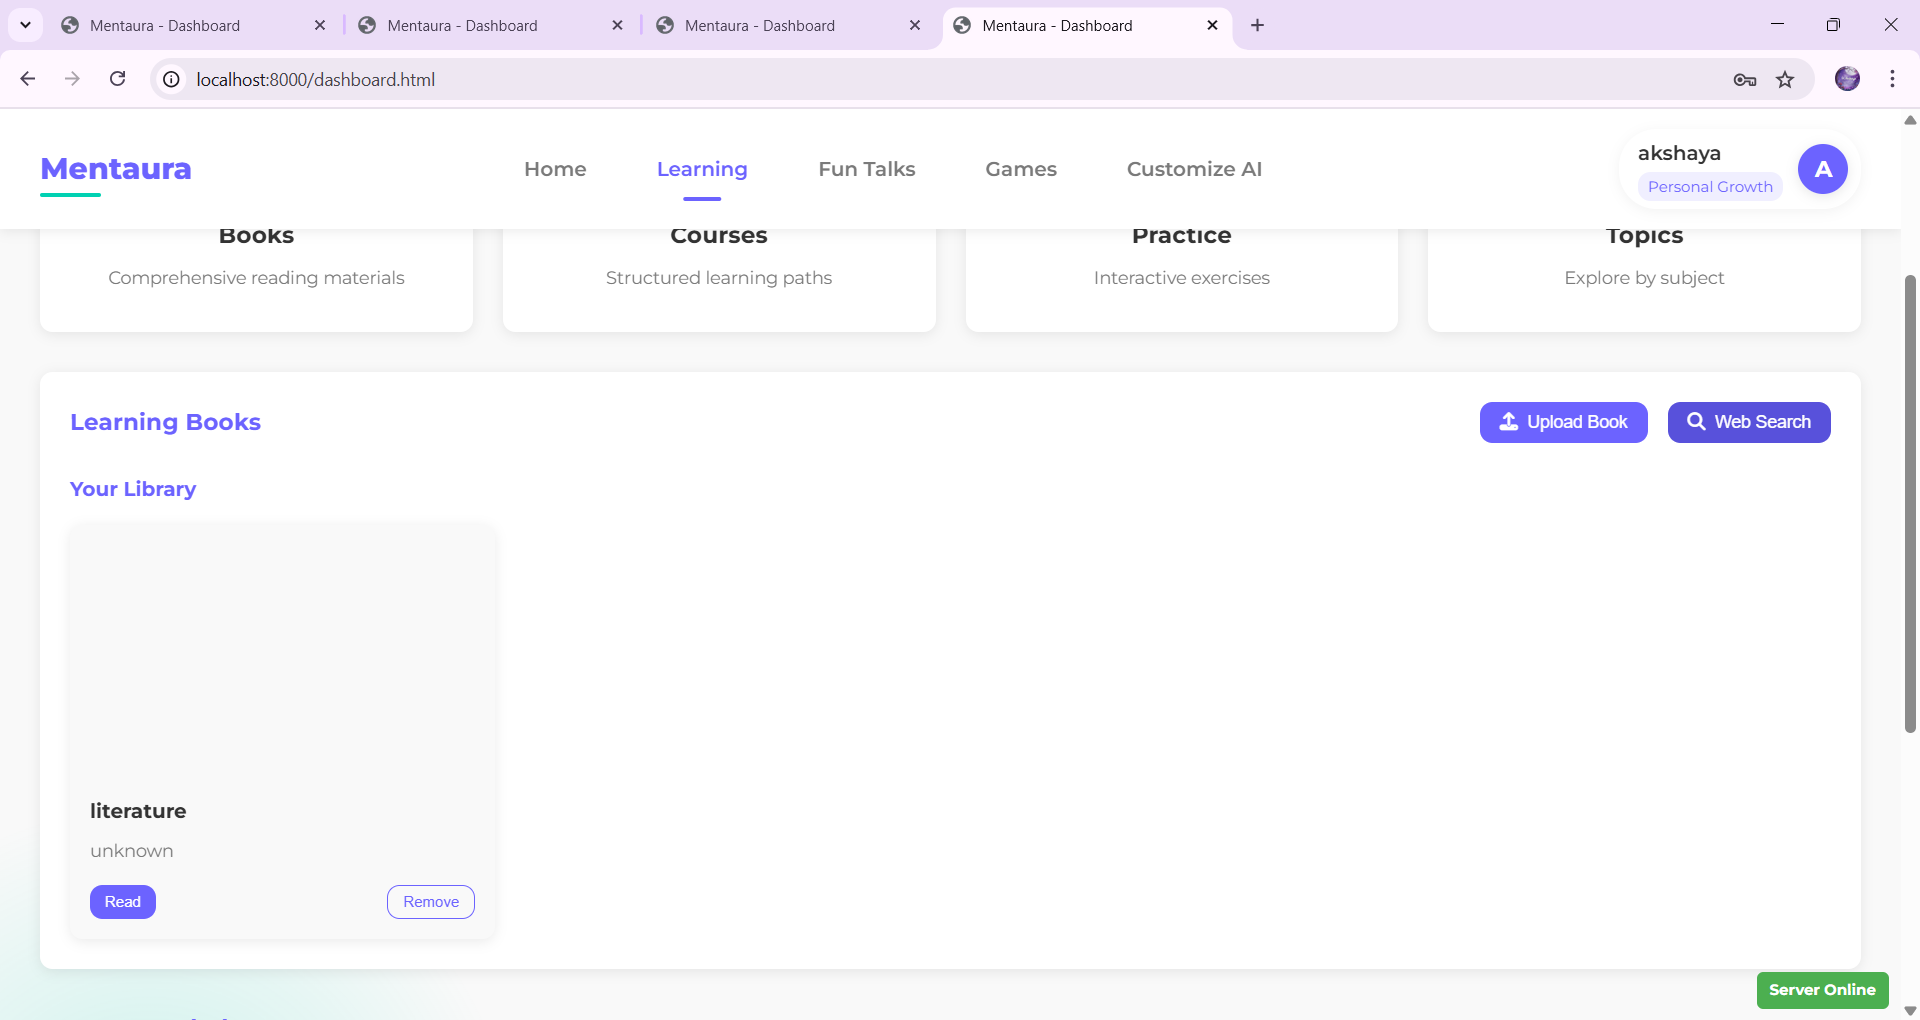 Mentaura - Dashboard
Mentaura - Dashboard
Mentaura - Dashboard
Mentaura - Dashboard
localhost:8000/dashboard.html
Mentaura
Home
Learning
Fun Talks
Games
Customize AI
akshaya
Personal Growth
A
Books
Courses
Practice
Topics
Comprehensive reading materials
Structured learning paths
Interactive exercises
Explore by subject
Learning Books
Upload Book
Web Search
Your Library
literature
unknown
Read
Remove
Server Online